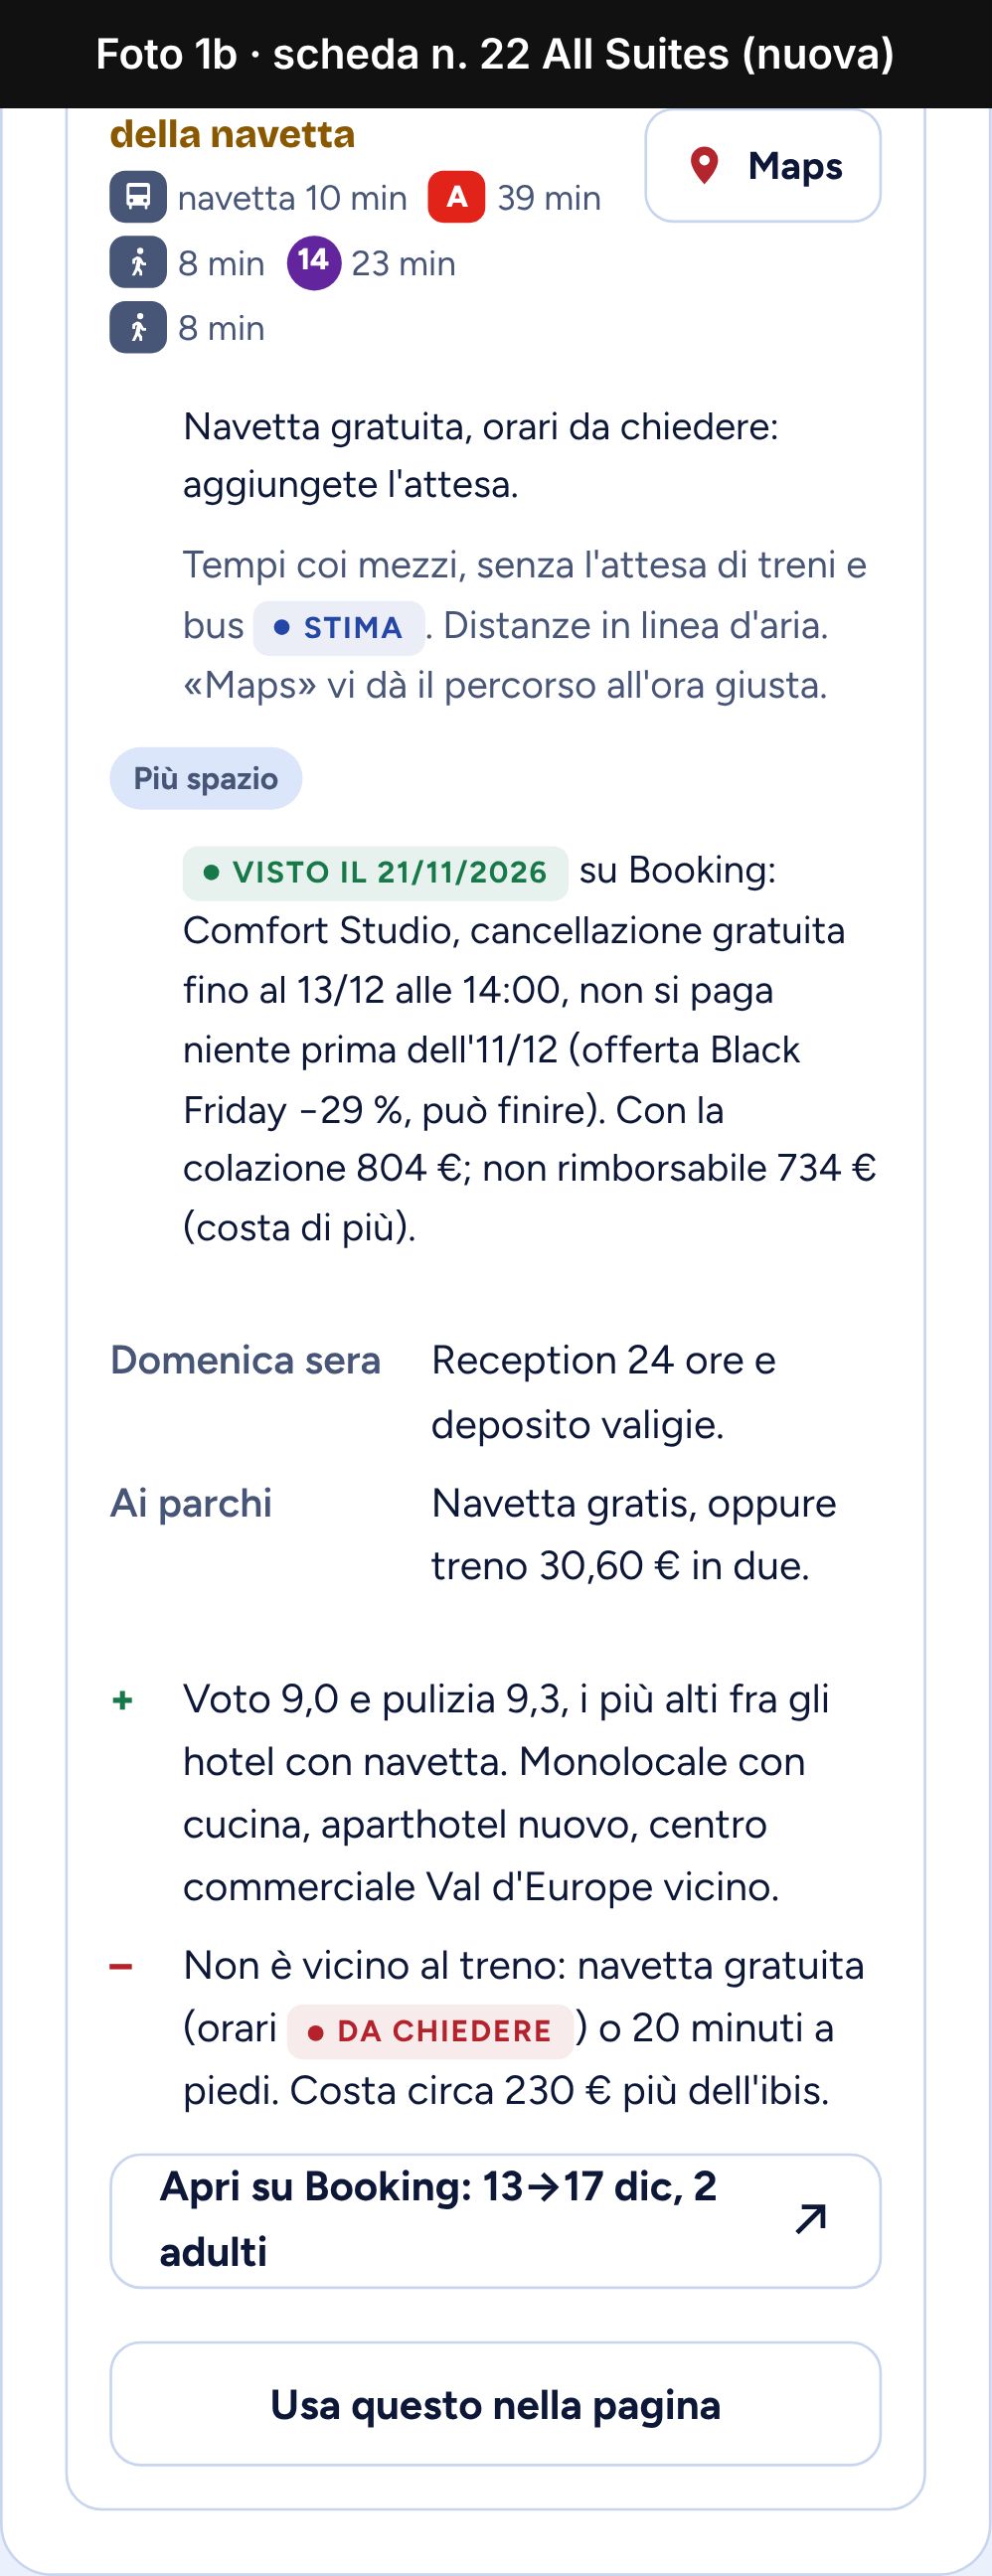 Foto 1b · scheda n. 22 All Suites (nuova)
della navetta
Maps
navetta 10 min A 39 min
8 min 14 23 min
8 min
Navetta gratuita, orari da chiedere:
aggiungete l'attesa.
Tempi coi mezzi, senza l'attesa di treni e
bus • STIMA . Distanze in linea d'aria.
«Maps» vi dà il percorso all'ora giusta.
Più spazio
• VISTO IL 21/11/2026 su Booking:
Comfort Studio, cancellazione gratuita
fino al 13/12 alle 14:00, non si paga
niente prima dell'11/12 (offerta Black
Friday −29 %, può finire). Con la
colazione 804 €; non rimborsabile 734 €
(costa di più).
Domenica sera Reception 24 ore e
deposito valigie.
Ai parchi Navetta gratis, oppure
treno 30,60 € in due.
+ Voto 9,0 e pulizia 9,3, i più alti fra gli
hotel con navetta. Monolocale con
cucina, aparthotel nuovo, centro
commerciale Val d'Europe vicino.
– Non è vicino al treno: navetta gratuita
(orari • DA CHIEDERE ) o 20 minuti a
piedi. Costa circa 230 € più dell'ibis.
Apri su Booking: 13→17 dic, 2
adulti ↗
Usa questo nella pagina